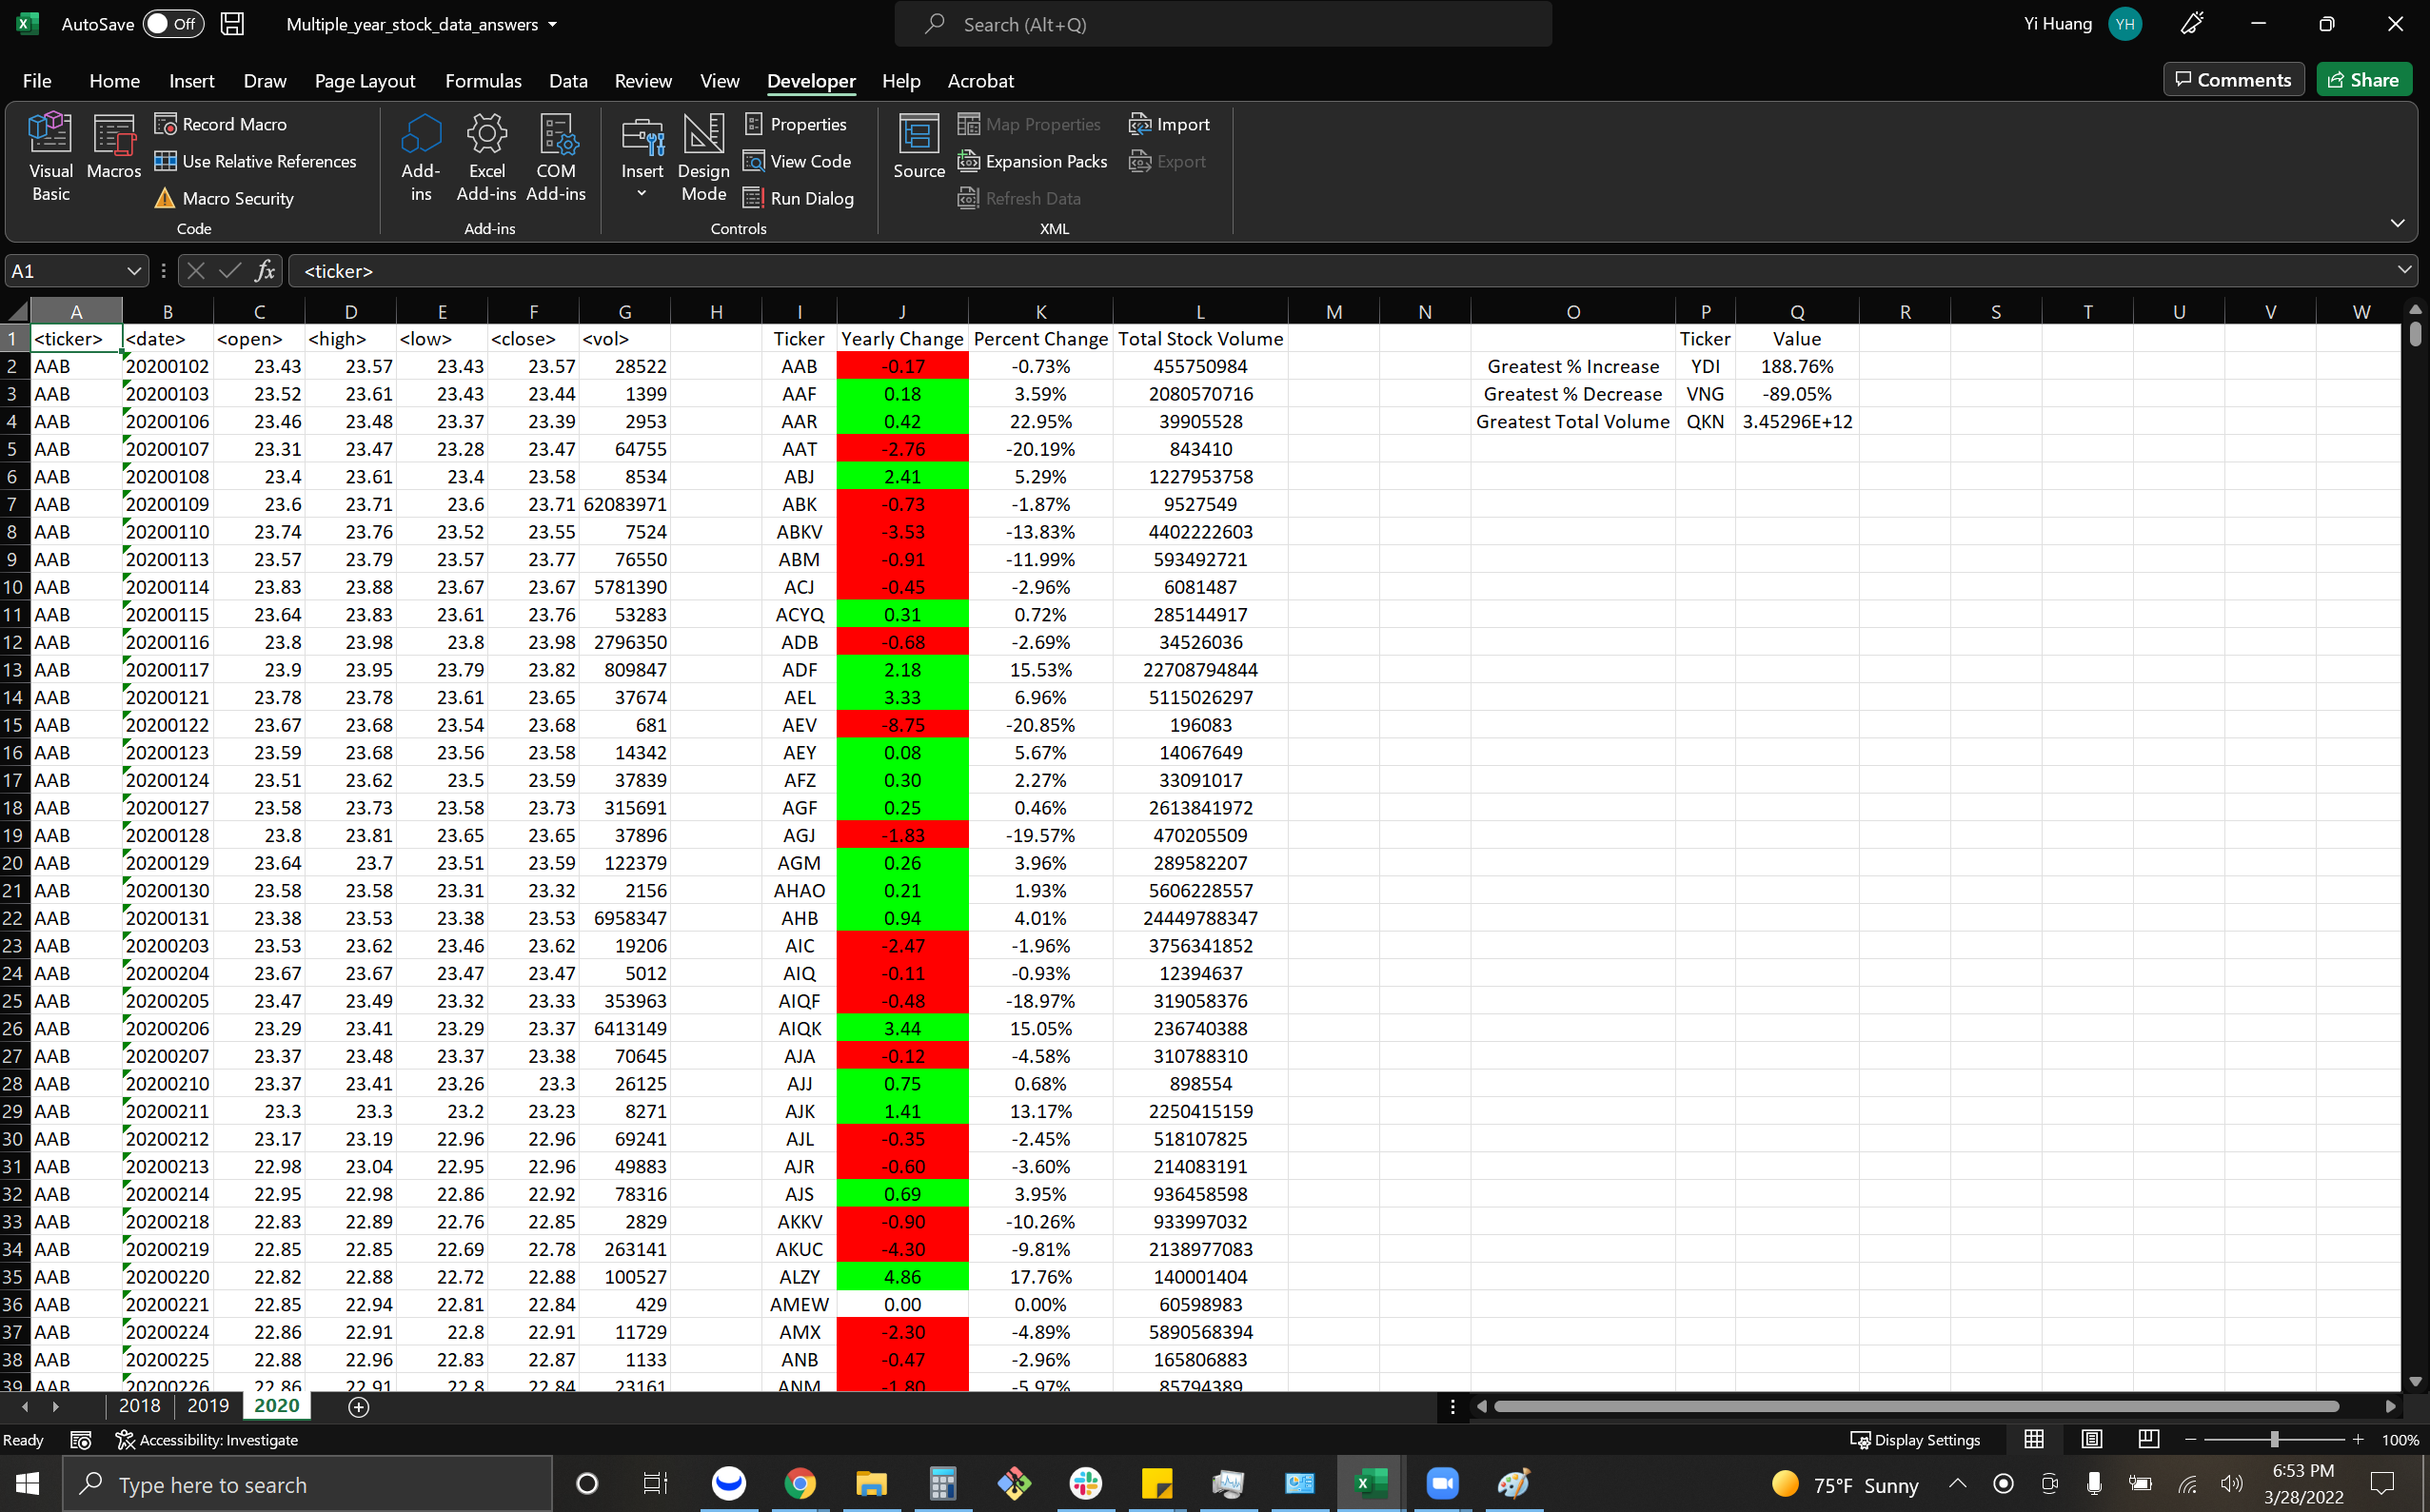 AutoSave Off Multiple_year_stock_data_answers Search (Alt+Q) Yi Huang YH
File Home Insert Draw Page Layout Formulas Data Review View Developer Help Acrobat Comments Share
Visual Basic Macros Record Macro Use Relative References Macro Security Add-ins Excel Add-ins COM Add-ins Insert Design Mode Properties View Code Run Dialog Source Map Properties Expansion Packs Refresh Data Import Export
Code Add-ins Controls XML
A1 fx <ticker>
A B C D E F G H I J K L M N O P Q R S T U V W
1 <ticker> <date> <open> <high> <low> <close> <vol> Ticker Yearly Change Percent Change Total Stock Volume Ticker Value
2 AAB 20200102 23.43 23.57 23.43 23.57 28522 AAB -0.17 -0.73% 455750984 Greatest % Increase YDI 188.76%
3 AAB 20200103 23.52 23.61 23.43 23.44 1399 AAF 0.18 3.59% 2080570716 Greatest % Decrease VNG -89.05%
4 AAB 20200106 23.46 23.48 23.37 23.39 2953 AAR 0.42 22.95% 39905528 Greatest Total Volume QKN 3.45296E+12
5 AAB 20200107 23.31 23.47 23.28 23.47 64755 AAT -2.76 -20.19% 843410
6 AAB 20200108 23.4 23.61 23.4 23.58 8534 ABJ 2.41 5.29% 1227953758
7 AAB 20200109 23.6 23.71 23.6 23.71 62083971 ABK -0.73 -1.87% 9527549
8 AAB 20200110 23.74 23.76 23.52 23.55 7524 ABKV -3.53 -13.83% 4402222603
9 AAB 20200113 23.57 23.79 23.57 23.77 76550 ABM -0.91 -11.99% 593492721
10 AAB 20200114 23.83 23.88 23.67 23.67 5781390 ACJ -0.45 -2.96% 6081487
11 AAB 20200115 23.64 23.83 23.61 23.76 53283 ACYQ 0.31 0.72% 285144917
12 AAB 20200116 23.8 23.98 23.8 23.98 2796350 ADB -0.68 -2.69% 34526036
13 AAB 20200117 23.9 23.95 23.79 23.82 809847 ADF 2.18 15.53% 22708794844
14 AAB 20200121 23.78 23.78 23.61 23.65 37674 AEL 3.33 6.96% 5115026297
15 AAB 20200122 23.67 23.68 23.54 23.68 681 AEV -8.75 -20.85% 196083
16 AAB 20200123 23.59 23.68 23.56 23.58 14342 AEY 0.08 5.67% 14067649
17 AAB 20200124 23.51 23.62 23.5 23.59 37839 AFZ 0.30 2.27% 33091017
18 AAB 20200127 23.58 23.73 23.58 23.73 315691 AGF 0.25 0.46% 2613841972
19 AAB 20200128 23.8 23.81 23.65 23.65 37896 AGJ -1.83 -19.57% 470205509
20 AAB 20200129 23.64 23.7 23.51 23.59 122379 AGM 0.26 3.96% 289582207
21 AAB 20200130 23.58 23.58 23.31 23.32 2156 AHAO 0.21 1.93% 5606228557
22 AAB 20200131 23.38 23.53 23.38 23.53 6958347 AHB 0.94 4.01% 24449788347
23 AAB 20200203 23.53 23.62 23.46 23.62 19206 AIC -2.47 -1.96% 3756341852
24 AAB 20200204 23.67 23.67 23.47 23.47 5012 AIQ -0.11 -0.93% 12394637
25 AAB 20200205 23.47 23.49 23.32 23.33 353963 AIQF -0.48 -18.97% 319058376
26 AAB 20200206 23.29 23.41 23.29 23.37 6413149 AIQK 3.44 15.05% 236740388
27 AAB 20200207 23.37 23.48 23.37 23.38 70645 AJA -0.12 -4.58% 310788310
28 AAB 20200210 23.37 23.41 23.26 23.3 26125 AJJ 0.75 0.68% 898554
29 AAB 20200211 23.3 23.3 23.2 23.23 8271 AJK 1.41 13.17% 2250415159
30 AAB 20200212 23.17 23.19 22.96 22.96 69241 AJL -0.35 -2.45% 518107825
31 AAB 20200213 22.98 23.04 22.95 22.96 49883 AJR -0.60 -3.60% 214083191
32 AAB 20200214 22.95 22.98 22.86 22.92 78316 AJS 0.69 3.95% 936458598
33 AAB 20200218 22.83 22.89 22.76 22.85 2829 AKKV -0.90 -10.26% 933997032
34 AAB 20200219 22.85 22.85 22.69 22.78 263141 AKUC -4.30 -9.81% 2138977083
35 AAB 20200220 22.82 22.88 22.72 22.88 100527 ALZY 4.86 17.76% 140001404
36 AAB 20200221 22.85 22.94 22.81 22.84 429 AMEW 0.00 0.00% 60598983
37 AAB 20200224 22.86 22.91 22.8 22.91 11729 AMX -2.30 -4.89% 5890568394
38 AAB 20200225 22.88 22.96 22.83 22.87 1133 ANB -0.47 -2.96% 165806883
39 AAB 20200226 22.86 22.91 22.8 22.84 23161 ANM -1.80 -5.97% 85794389
2018 2019 2020
Ready Accessibility: Investigate Display Settings 100%
Type here to search 75°F Sunny 6:53 PM
3/28/2022